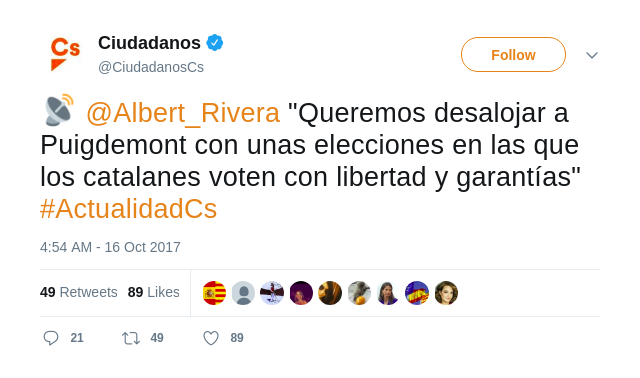 Cs
Ciudadanos
@CiudadanosCs
Follow
@Albert_Rivera "Queremos desalojar a
Puigdemont con unas elecciones en las que
los catalanes voten con libertad y garantías"
#ActualidadCs
4:54 AM - 16 Oct 2017
49 Retweets 89 Likes
21 49 89